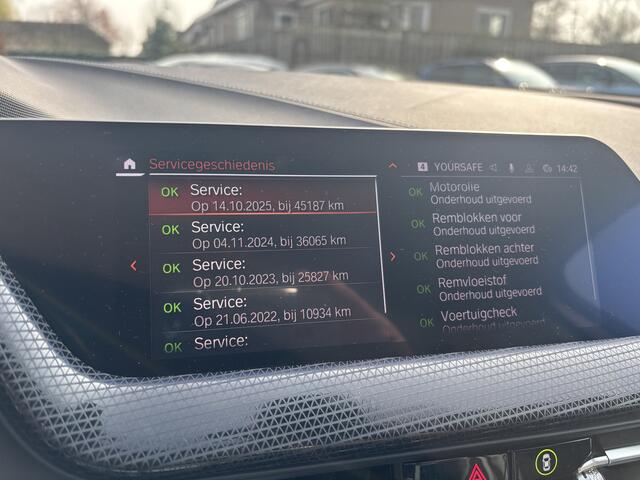 Servicegeschiedenis
4 YOURSAFE 14:42
OK Service:
Op 14.10.2025, bij 45187 km
OK Service:
Op 04.11.2024, bij 36065 km
OK Service:
Op 20.10.2023, bij 25827 km
OK Service:
Op 21.06.2022, bij 10934 km
OK Service:
OK Motorolie
Onderhoud uitgevoerd
OK Remblokken voor
Onderhoud uitgevoerd
OK Remblokken achter
Onderhoud uitgevoerd
OK Remvloeistof
Onderhoud uitgevoerd
OK Voertuigcheck
Onderhoud uitgevoerd